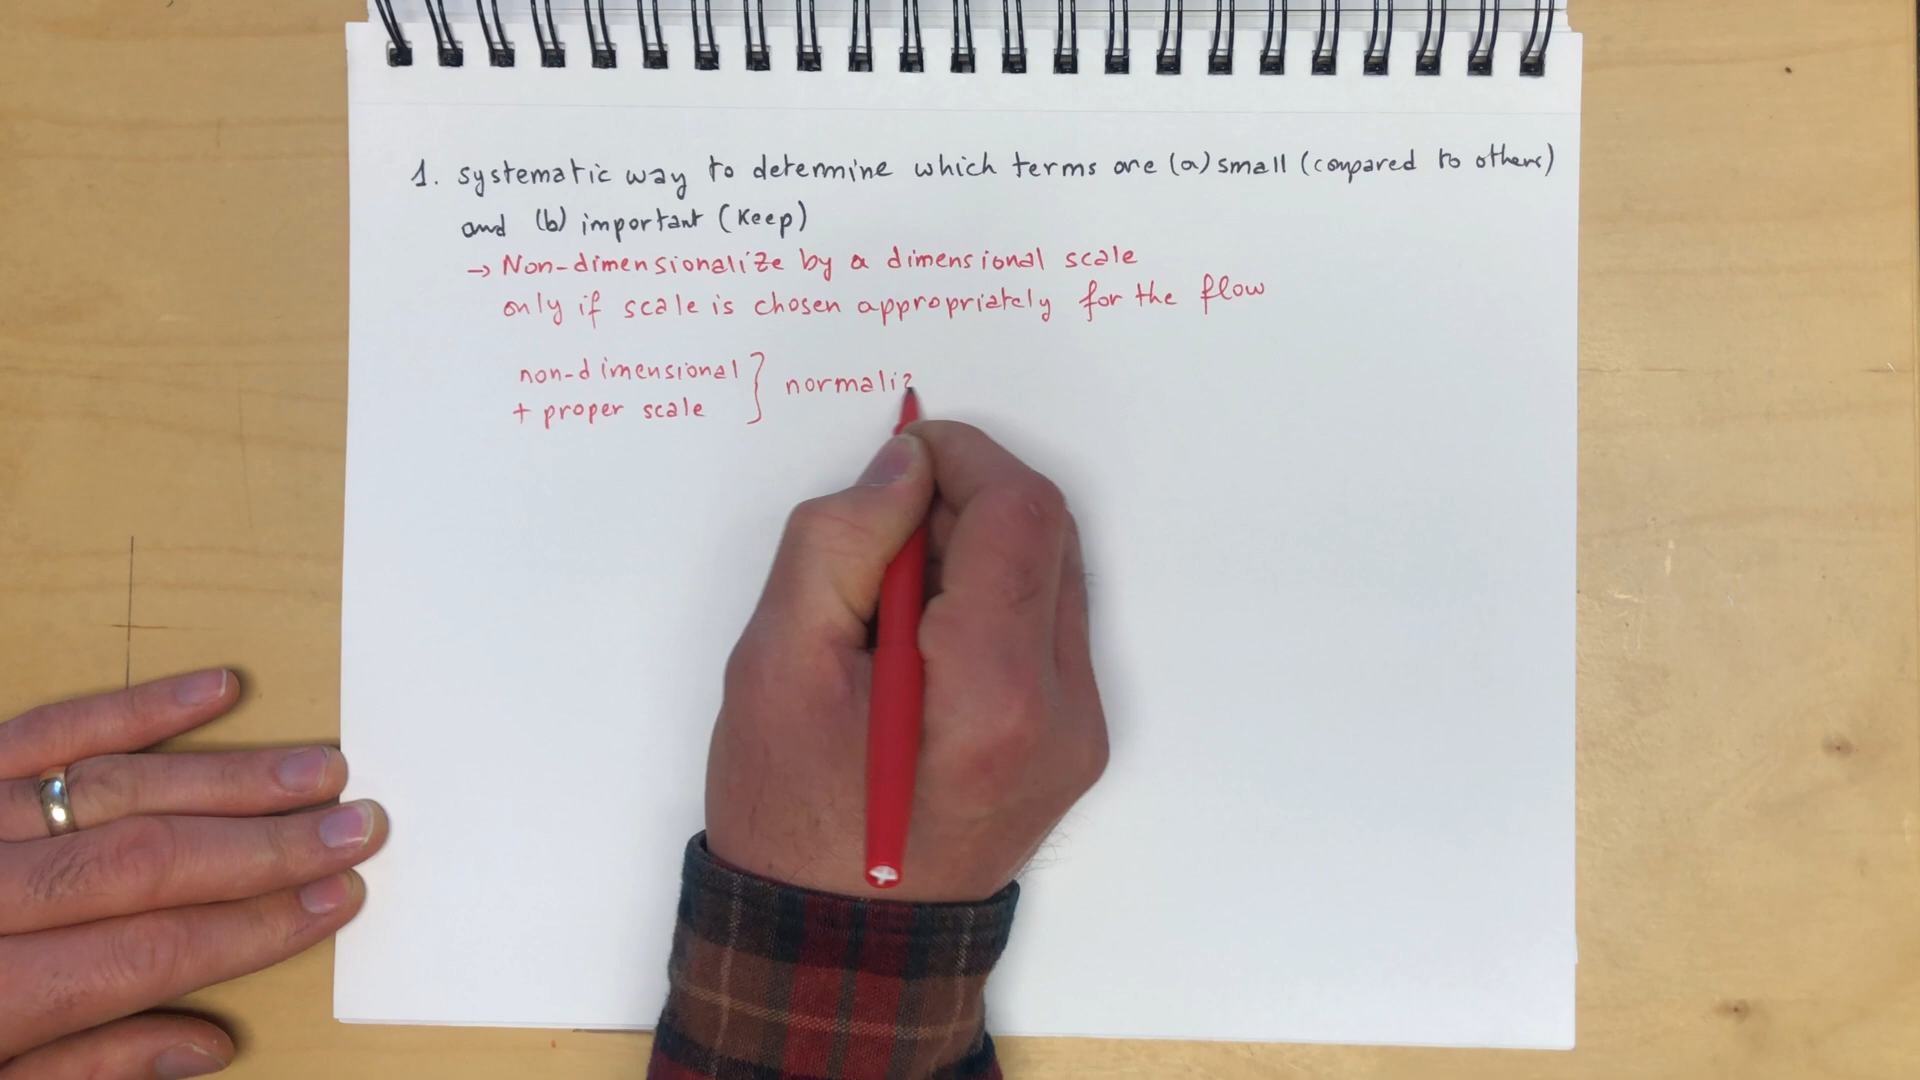 1. systematic way to determine which terms are (a) small (compared to others)
and (b) important (Keep)
→ Non-dimensionalize by a dimensional scale
only if scale is chosen appropriately for the flow
non-dimensional } normaliz
+ proper scale